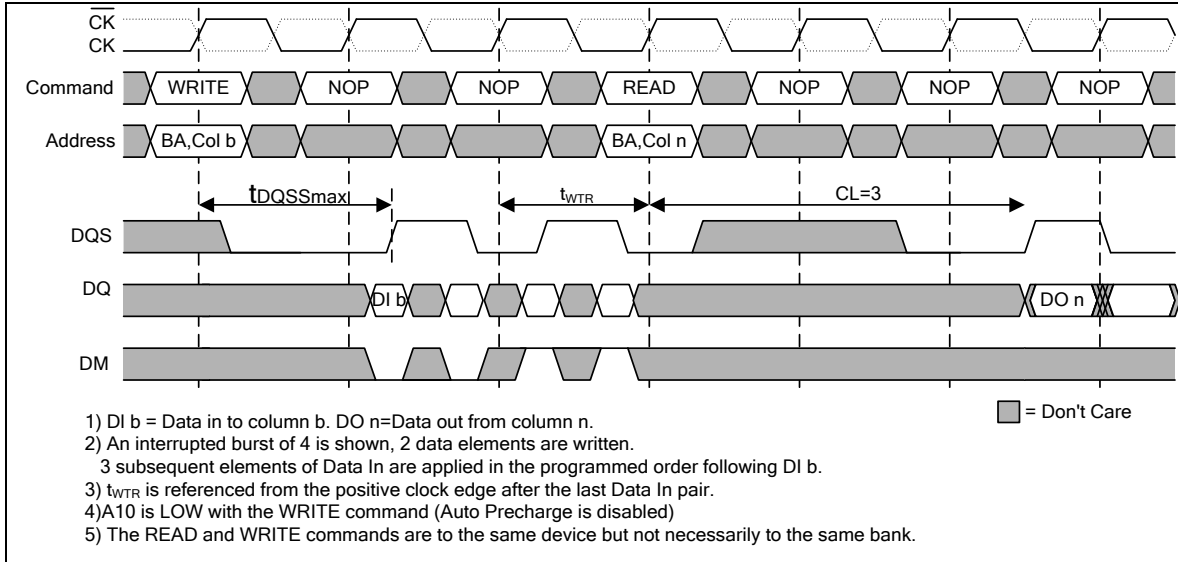 CK
CK
Command WRITE NOP NOP READ NOP NOP NOP
Address BA,Col b BA,Col n
tDQSSmax tWTR CL=3
DQS
DQ DI b DO n
DM
= Don't Care
1) DI b = Data in to column b. DO n=Data out from column n.
2) An interrupted burst of 4 is shown, 2 data elements are written.
3 subsequent elements of Data In are applied in the programmed order following DI b.
3) tWTR is referenced from the positive clock edge after the last Data In pair.
4)A10 is LOW with the WRITE command (Auto Precharge is disabled)
5) The READ and WRITE commands are to the same device but not necessarily to the same bank.